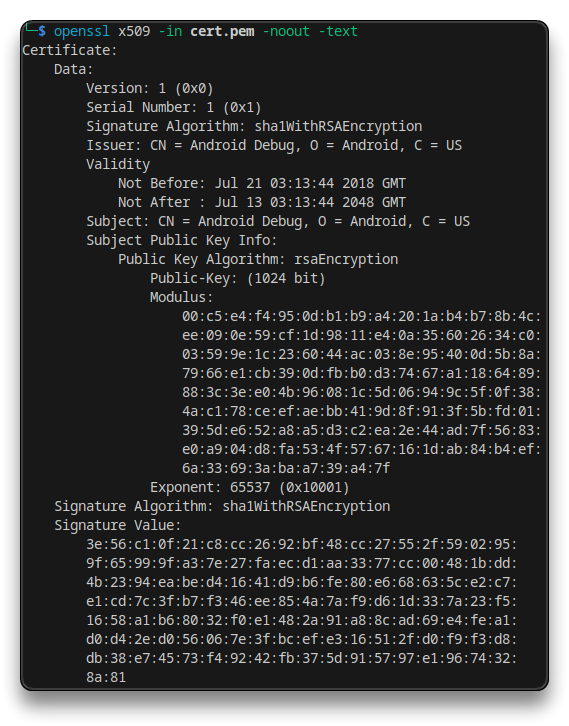 └─$ openssl x509 -in cert.pem -noout -text
Certificate:
    Data:
        Version: 1 (0x0)
        Serial Number: 1 (0x1)
        Signature Algorithm: sha1WithRSAEncryption
        Issuer: CN = Android Debug, O = Android, C = US
        Validity
            Not Before: Jul 21 03:13:44 2018 GMT
            Not After : Jul 13 03:13:44 2048 GMT
        Subject: CN = Android Debug, O = Android, C = US
        Subject Public Key Info:
            Public Key Algorithm: rsaEncryption
                Public-Key: (1024 bit)
                Modulus:
                    00:c5:e4:f4:95:0d:b1:b9:a4:20:1a:b4:b7:8b:4c:
                    ee:09:0e:59:cf:1d:98:11:e4:0a:35:60:26:34:c0:
                    03:59:9e:1c:23:60:44:ac:03:8e:95:40:0d:5b:8a:
                    79:66:e1:cb:39:0d:fb:b0:d3:74:67:a1:18:64:89:
                    88:3c:3e:e0:4b:96:08:1c:5d:06:94:9c:5f:0f:38:
                    4a:c1:78:ce:ef:ae:bb:41:9d:8f:91:3f:5b:fd:01:
                    39:5d:e6:52:a8:a5:d3:c2:ea:2e:44:ad:7f:56:83:
                    e0:a9:04:d8:fa:53:4f:57:67:16:1d:ab:84:b4:ef:
                    6a:33:69:3a:ba:a7:39:a4:7f
                Exponent: 65537 (0x10001)
    Signature Algorithm: sha1WithRSAEncryption
    Signature Value:
        3e:56:c1:0f:21:c8:cc:26:92:bf:48:cc:27:55:2f:59:02:95:
        9f:65:99:9f:a3:7e:27:fa:ec:d1:aa:33:77:cc:00:48:1b:dd:
        4b:23:94:ea:be:d4:16:41:d9:b6:fe:80:e6:68:63:5c:e2:c7:
        e1:cd:7c:3f:b7:f3:46:ee:85:4a:7a:f9:d6:1d:33:7a:23:f5:
        16:58:a1:b6:80:32:f0:e1:48:2a:91:a8:8c:ad:69:e4:fe:a1:
        d0:d4:2e:d0:56:06:7e:3f:bc:ef:e3:16:51:2f:d0:f9:f3:d8:
        db:38:e7:45:73:f4:92:42:fb:37:5d:91:57:97:e1:96:74:32:
        8a:81